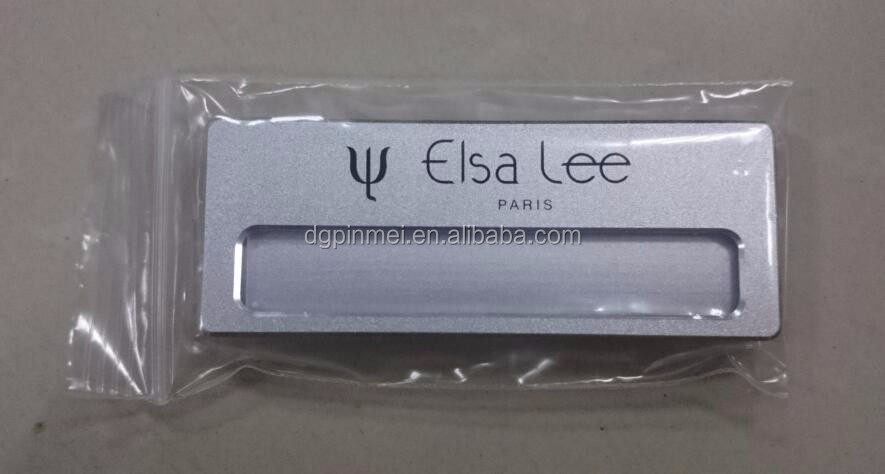 ψ Elsa Lee
PARIS
dgpinmei.en.alibaba.com